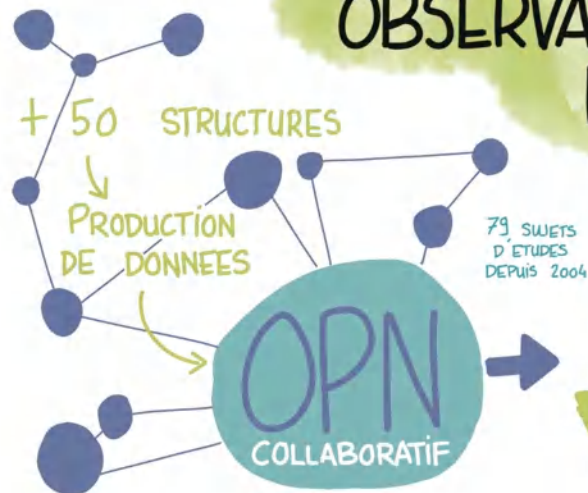 OBSERVA
+ 50 STRUCTURES
PRODUCTION
DE DONNEES
79 SUJETS
D'ETUDES
DEPUIS 2004
OPN
COLLABORATIF